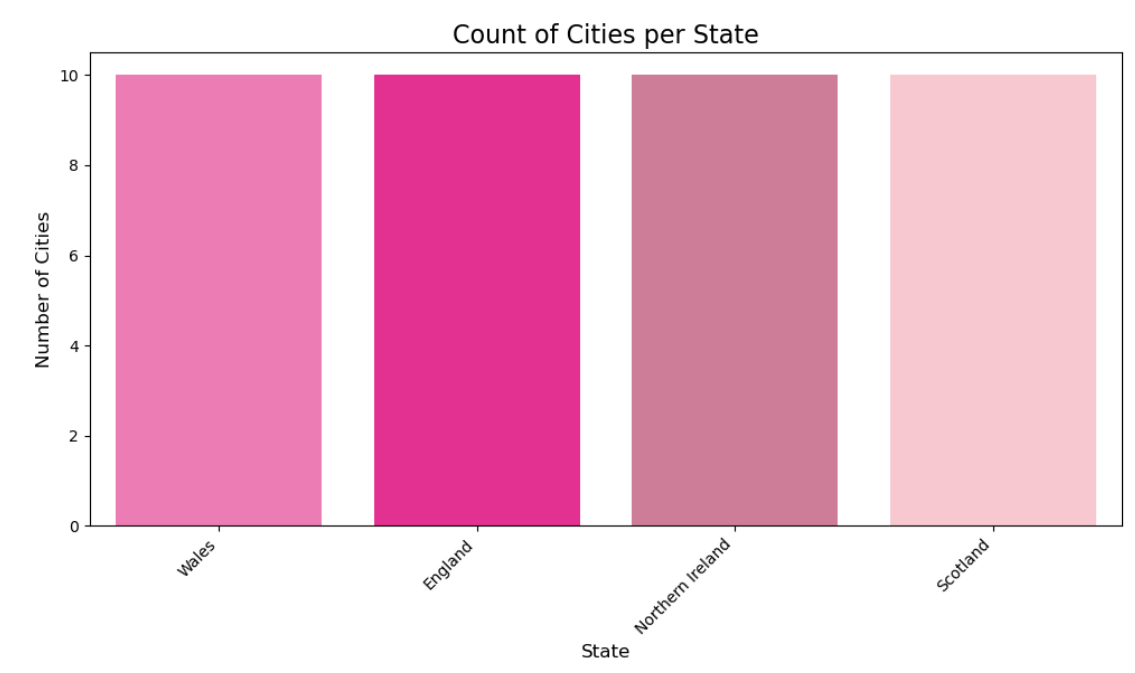 Count of Cities per State
Number of Cities
10
8
6
4
2
0
Wales
England
Northern Ireland
Scotland
State